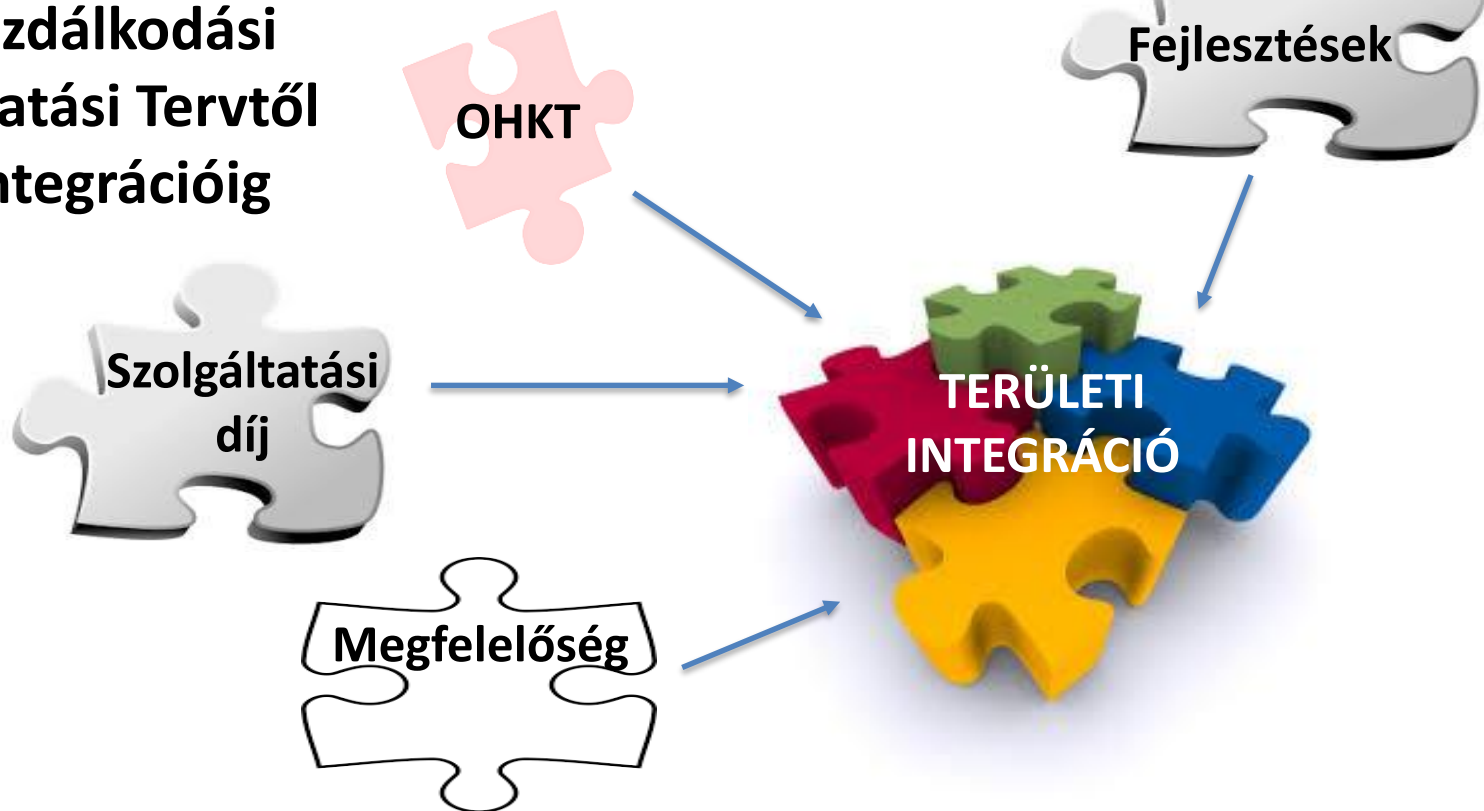 zdálkodási
atási Tervtől
ntegrációig
OHKT
Fejlesztések
Szolgáltatási
díj
TERÜLETI
INTEGRÁCIÓ
Megfelelőség